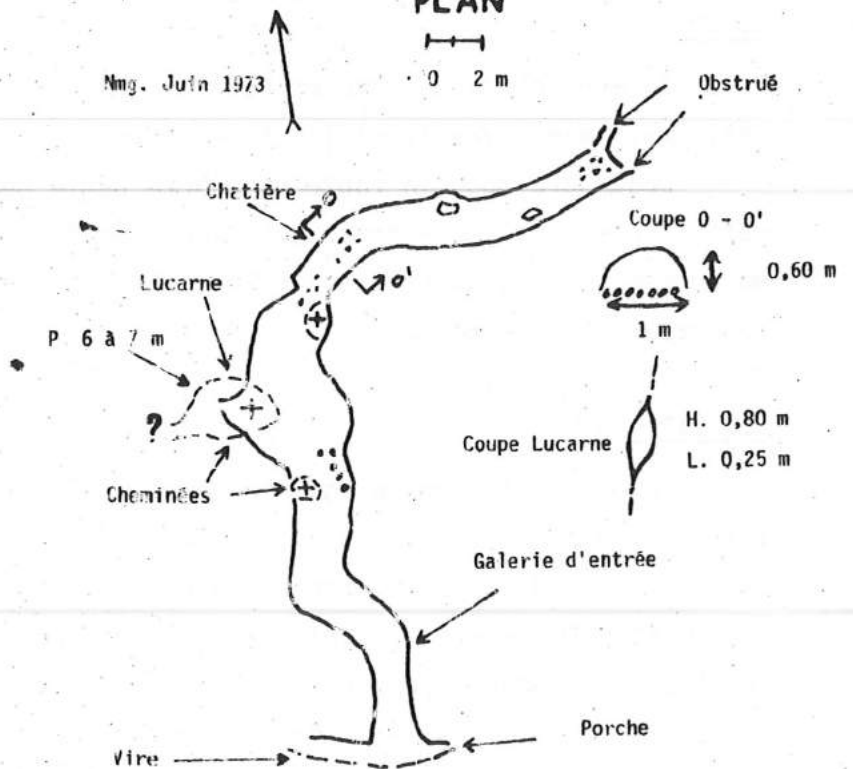 PLAN
Nmg. Juin 1973
0 2 m
Obstrué
Chatière
0
Coupe 0 - 0'
0'
0,60 m
Lucarne
1 m
P 6 à 7 m
?
H. 0,80 m
Coupe Lucarne
L. 0,25 m
Cheminées
Galerie d'entrée
Porche
Vire